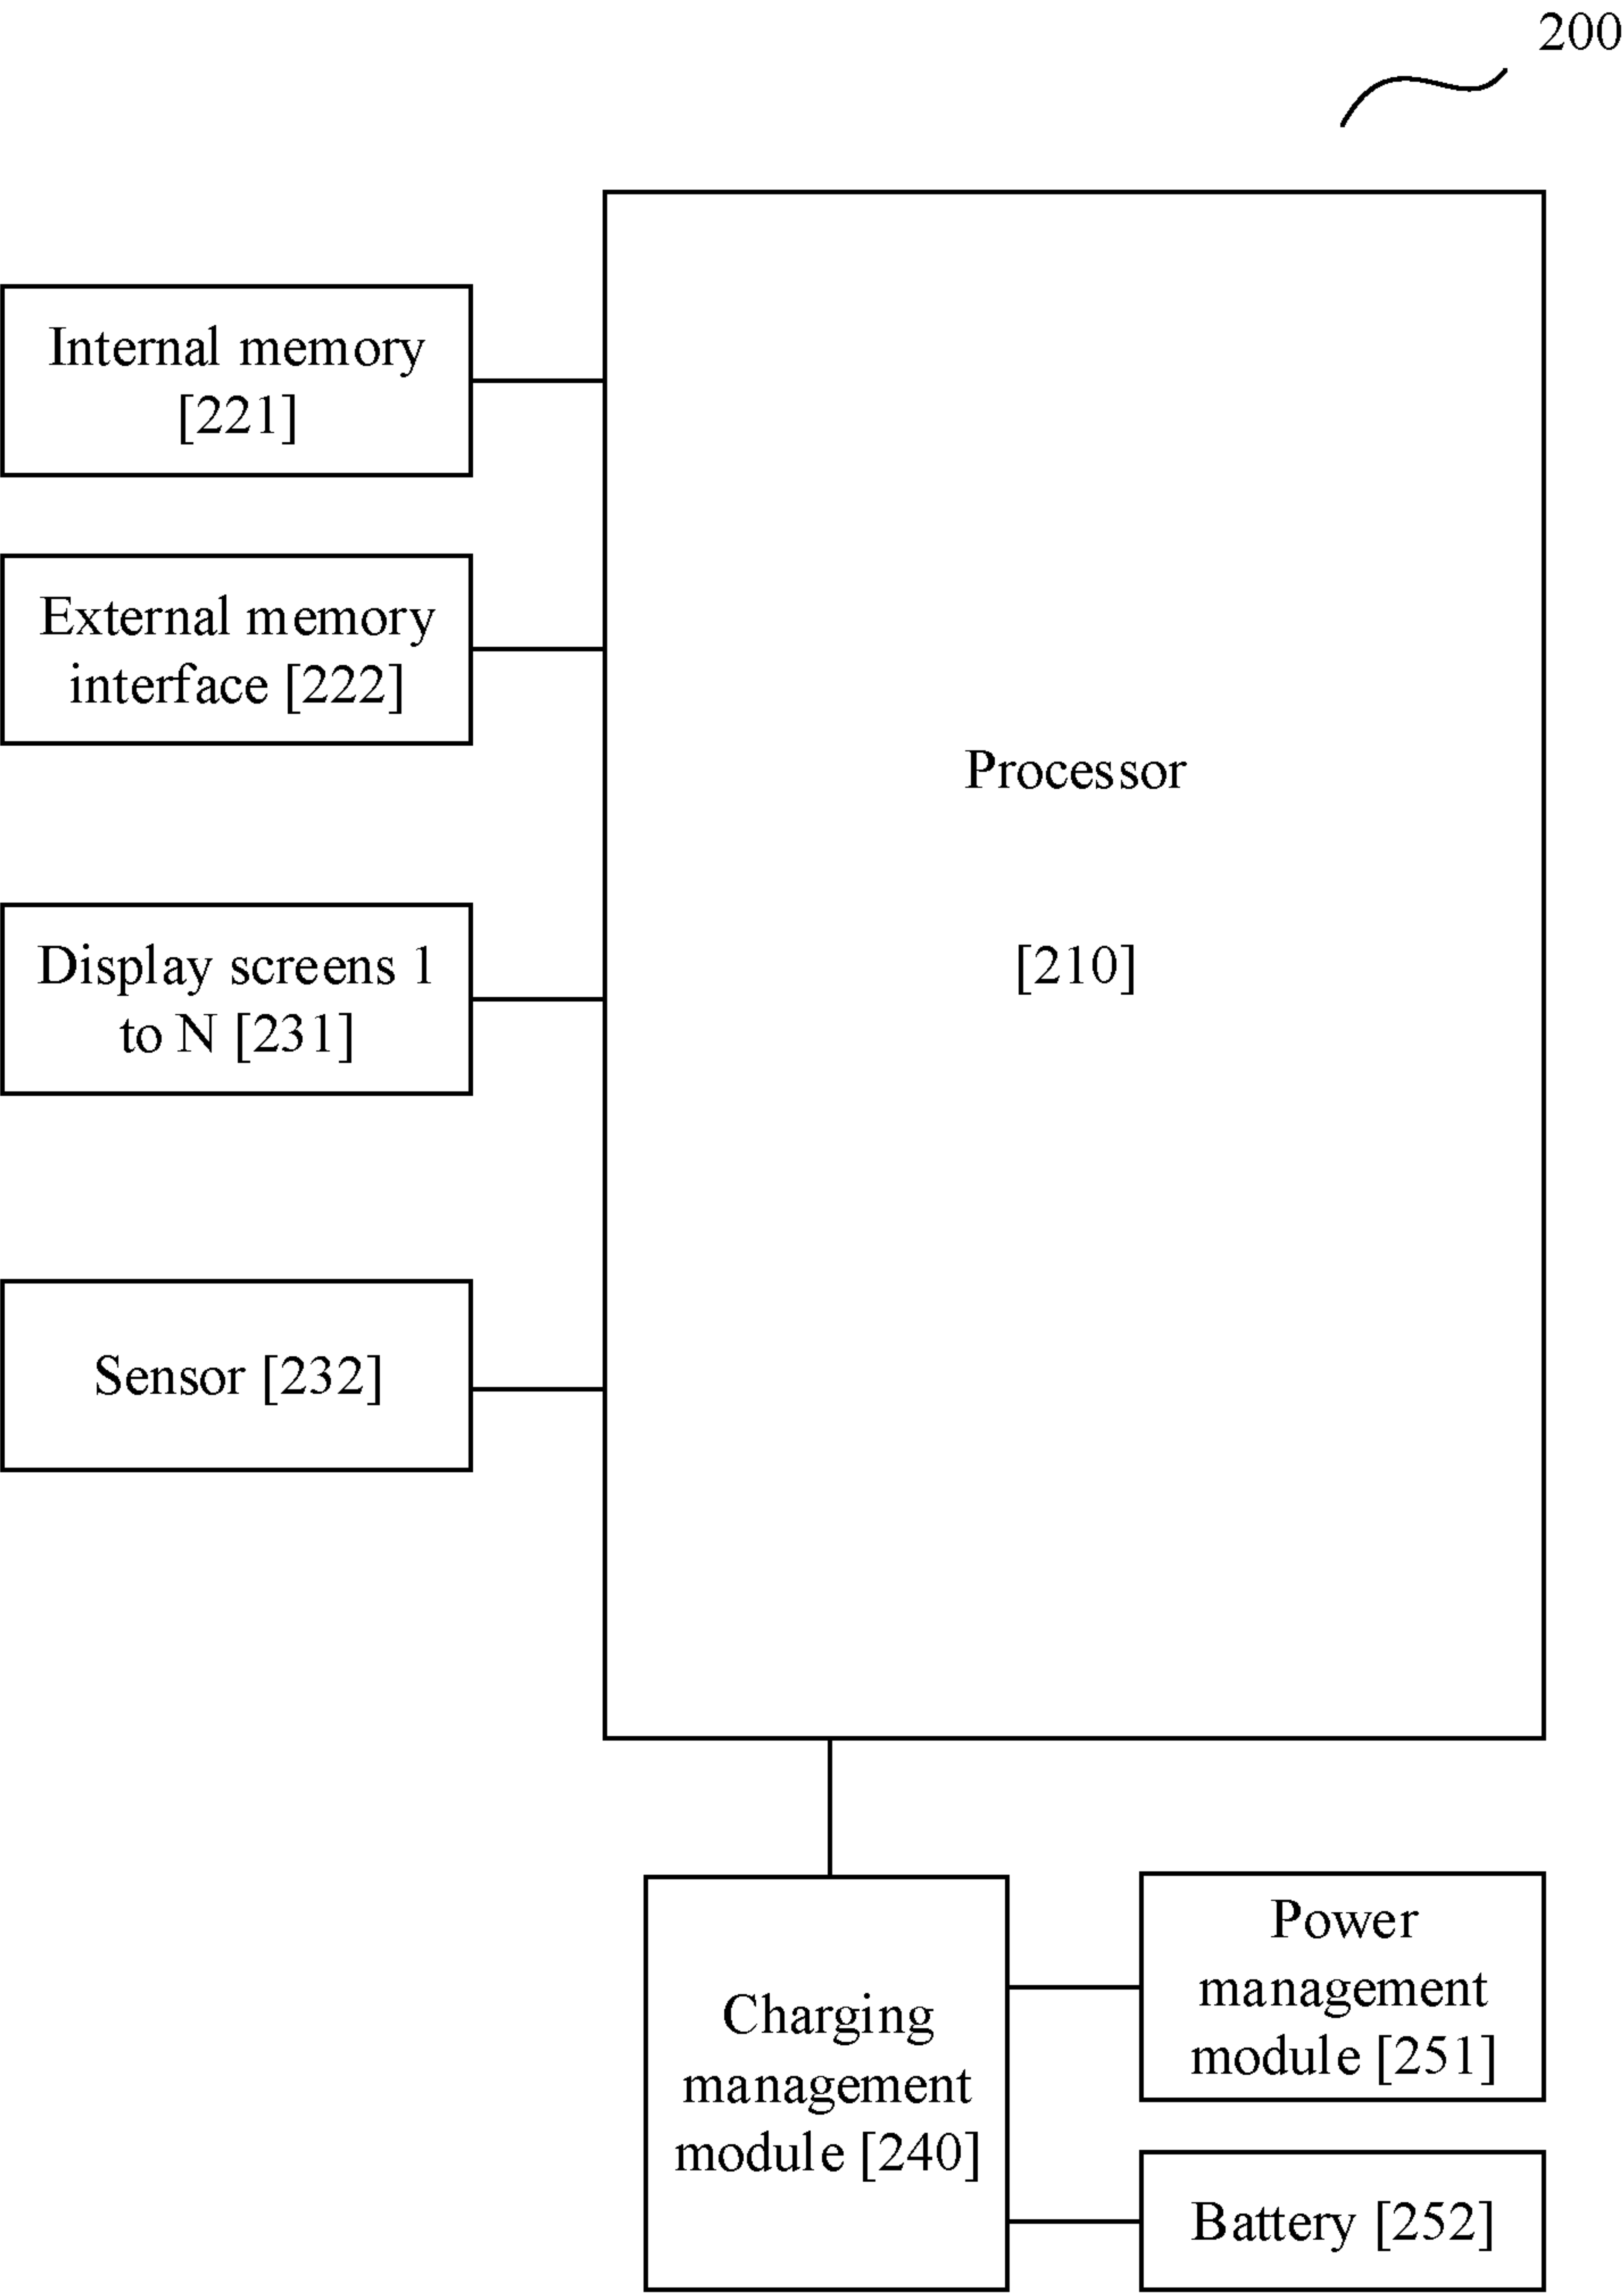 200
Internal memory
[221]
External memory
interface [222]
Processor
[210]
Display screens 1
to N [231]
Sensor [232]
Charging
management
module [240]
Power
management
module [251]
Battery [252]